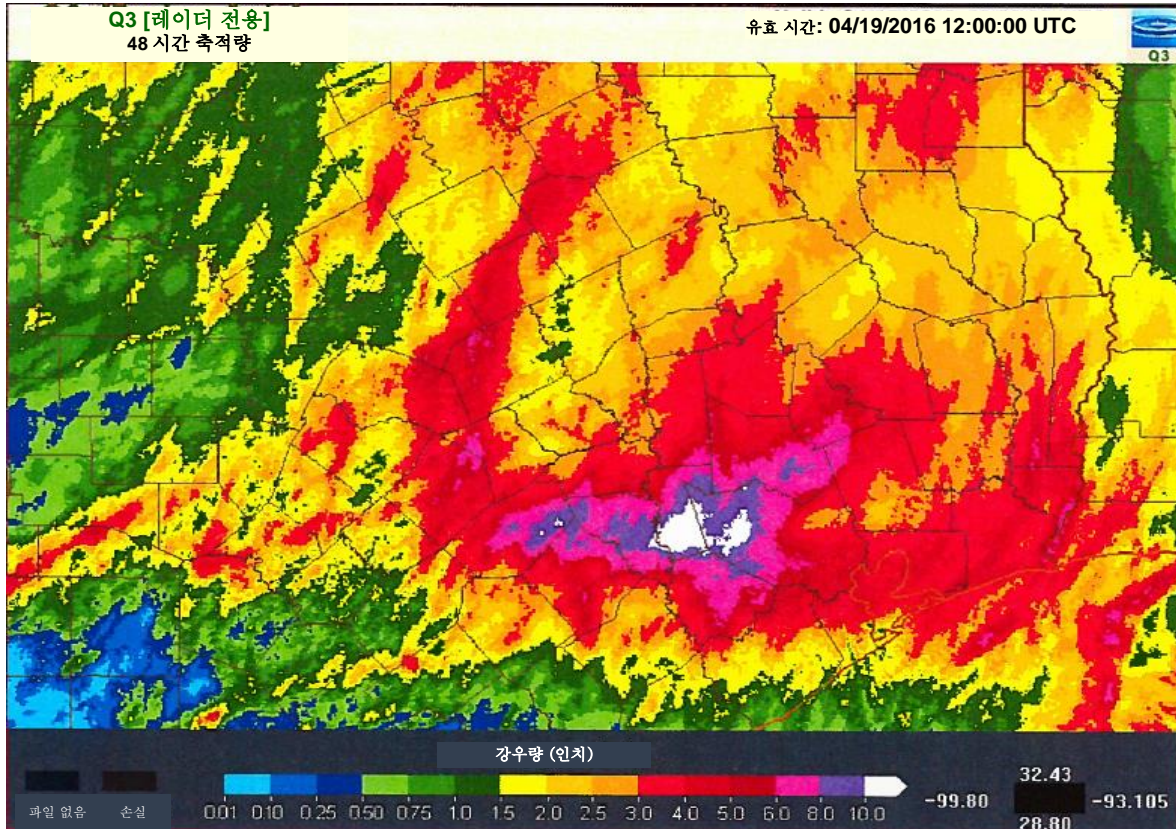 Q3 [레이더 전용]
48 시간 축적량
유효 시간: 04/19/2016 12:00:00 UTC
Q3
강우량 (인치)
파일 없음
손실
0.01 0.10 0.25 0.50 0.75 1.0 1.5 2.0 2.5 3.0 4.0 5.0 6.0 8.0 10.0
32.43
-99.80
-93.105
28.80